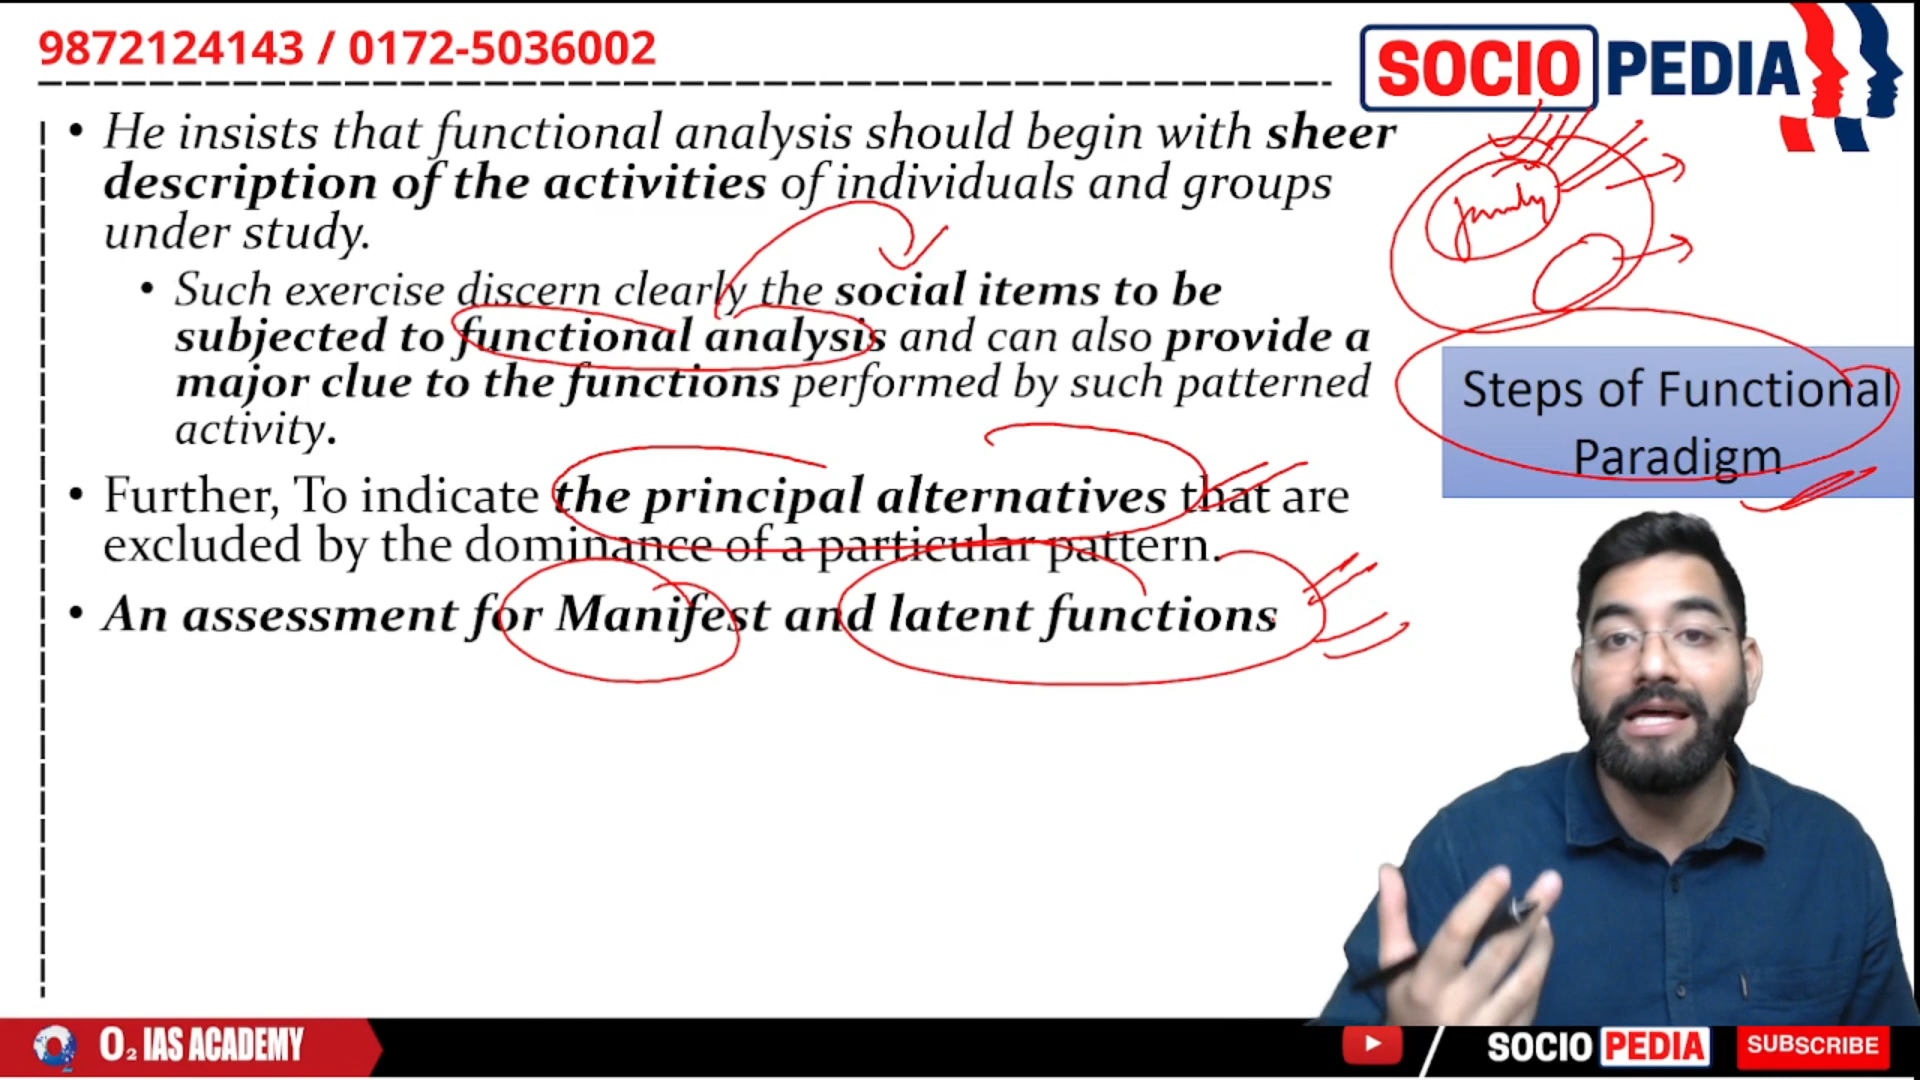 9872124143 / 0172-5036002
SOCIO PEDIA
• He insists that functional analysis should begin with sheer
description of the activities of individuals and groups
under study.
• Such exercise discern clearly the social items to be
subjected to functional analysis and can also provide a
major clue to the functions performed by such patterned
activity.
Steps of Functional
Paradigm
• Further, To indicate the principal alternatives that are
excluded by the dominance of a particular pattern.
• An assessment for Manifest and latent functions
O2 IAS ACADEMY
SOCIO PEDIA
SUBSCRIBE